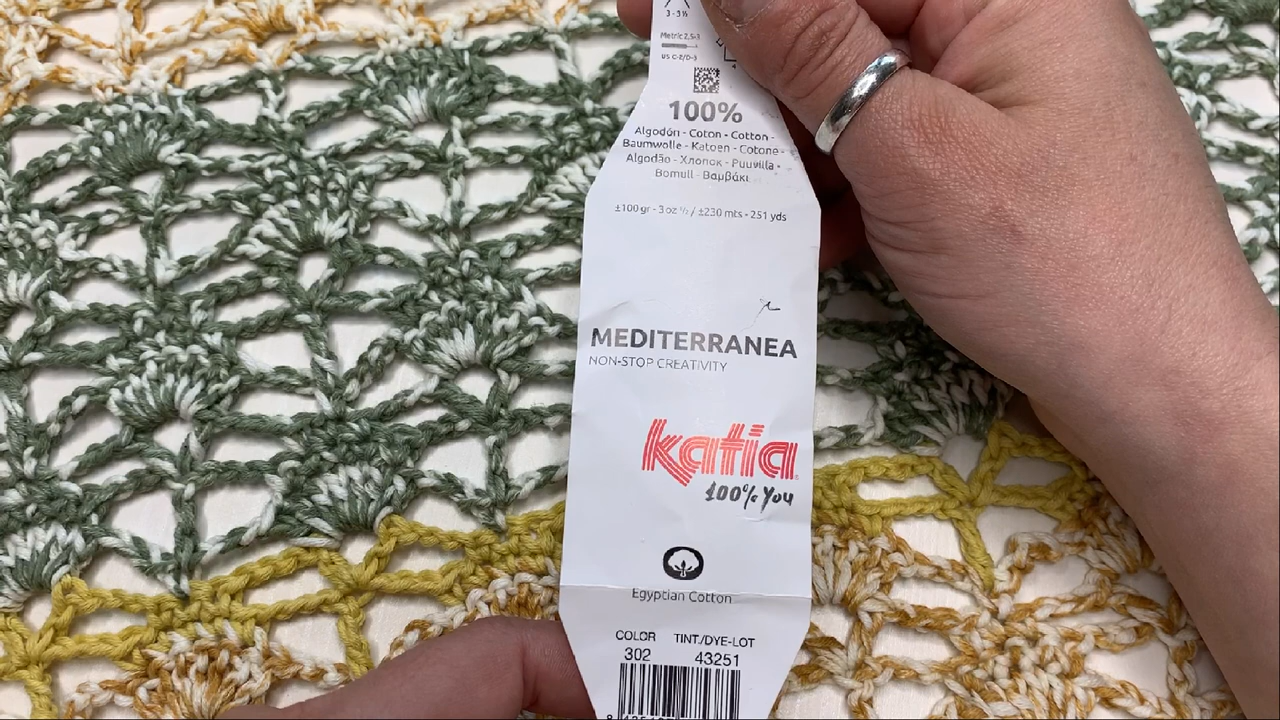 3 - 3½
Metric 2,5-3
US C-2/D-3
100%
Algodón - Coton - Cotton -
Baumwolle - Katoen - Cotone -
Algodão - Хлопок - Puuvilla -
Bomull - Βαμβάκι
±100 gr - 3 oz ½ / ±230 mts - 251 yds
MEDITERRANEA
NON-STOP CREATIVITY
katia
100% You
Egyptian Cotton
COLOR TINT./DYE-LOT
302 43251